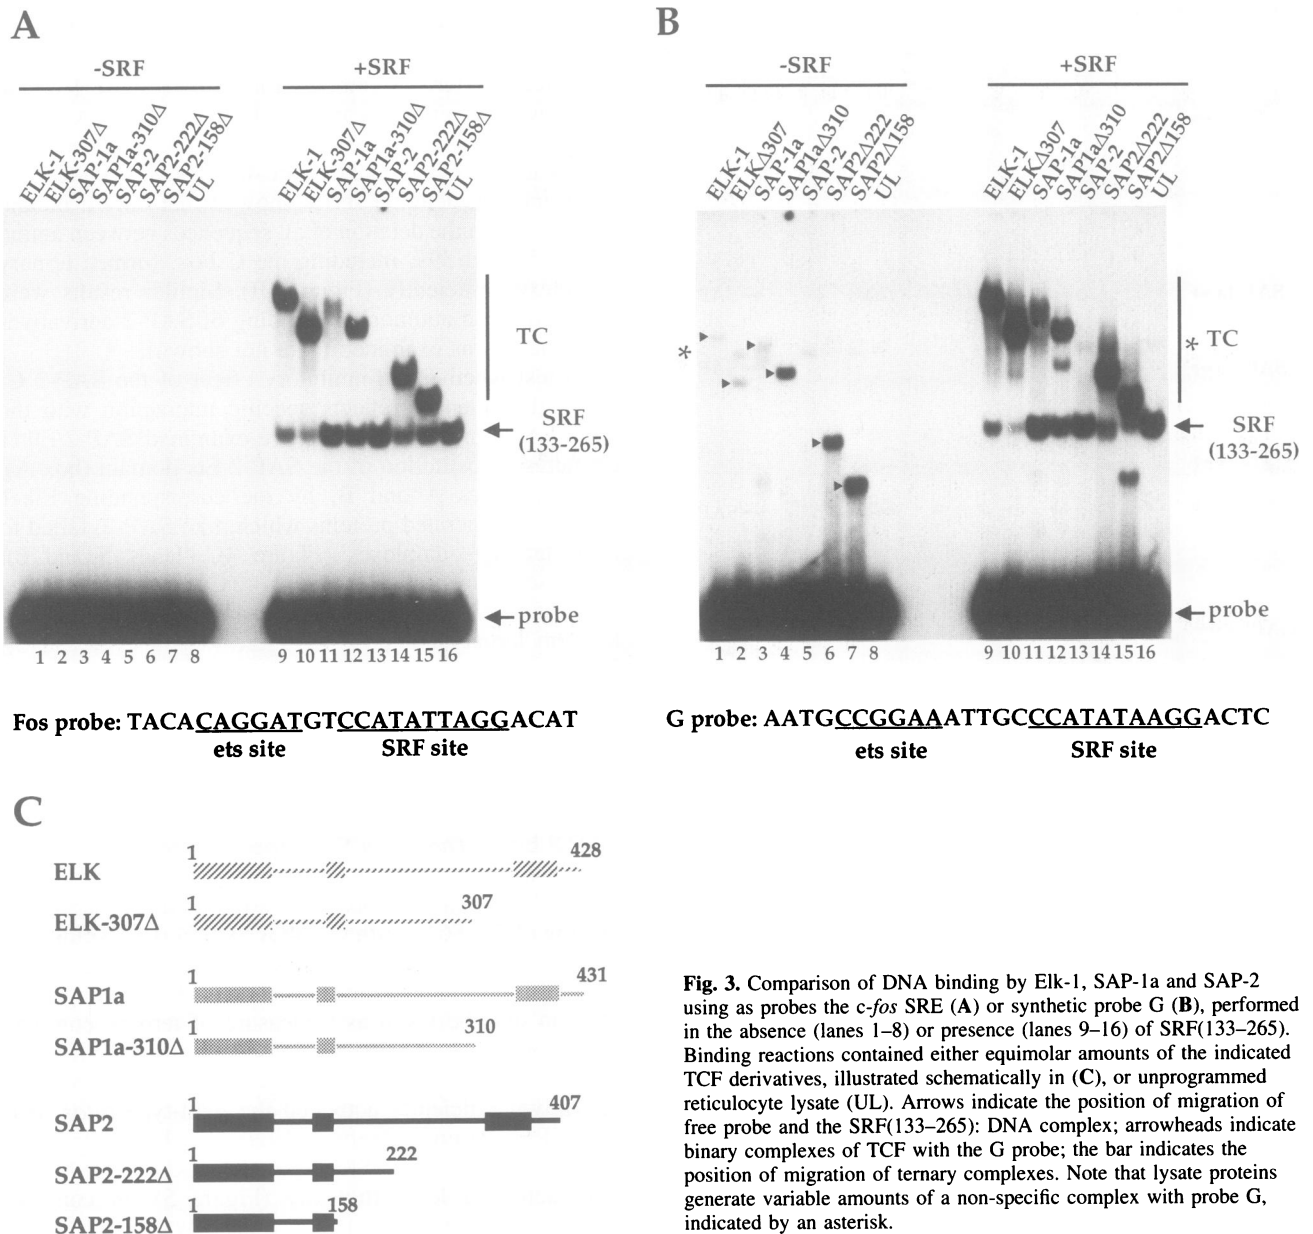 A
-SRF
+SRF
ELK-1
ELK-307Δ
SAP-1a
SAP1a-310Δ
SAP-2
SAP2-222Δ
SAP2-158Δ
UL
ELK-1
ELK-307Δ
SAP-1a
SAP1a-310Δ
SAP-2
SAP2-222Δ
SAP2-158Δ
UL
TC
SRF
(133-265)
probe
1 2 3 4 5 6 7 8
9 10 11 12 13 14 15 16
Fos probe: TACACAGGATGTCCATATTAGGACAT
ets site
SRF site
B
-SRF
+SRF
ELK-1
ELKΔ307
SAP-1a
SAP1aΔ310
SAP-2
SAP2Δ222
SAP2Δ158
UL
ELK-1
ELKΔ307
SAP-1a
SAP1aΔ310
SAP-2
SAP2Δ222
SAP2Δ158
UL
*
* TC
SRF
(133-265)
probe
1 2 3 4 5 6 7 8
9 10 11 12 13 14 15 16
G probe: AATGCCGGAAATTGCCCATATAAGGACTC
ets site
SRF site
C
ELK
1
428
ELK-307Δ
1
307
SAP1a
1
431
SAP1a-310Δ
1
310
SAP2
1
407
SAP2-222Δ
1
222
SAP2-158Δ
1
158
Fig. 3. Comparison of DNA binding by Elk-1, SAP-1a and SAP-2
using as probes the c-fos SRE (A) or synthetic probe G (B), performed
in the absence (lanes 1–8) or presence (lanes 9–16) of SRF(133–265).
Binding reactions contained either equimolar amounts of the indicated
TCF derivatives, illustrated schematically in (C), or unprogrammed
reticulocyte lysate (UL). Arrows indicate the position of migration of
free probe and the SRF(133–265): DNA complex; arrowheads indicate
binary complexes of TCF with the G probe; the bar indicates the
position of migration of ternary complexes. Note that lysate proteins
generate variable amounts of a non-specific complex with probe G,
indicated by an asterisk.